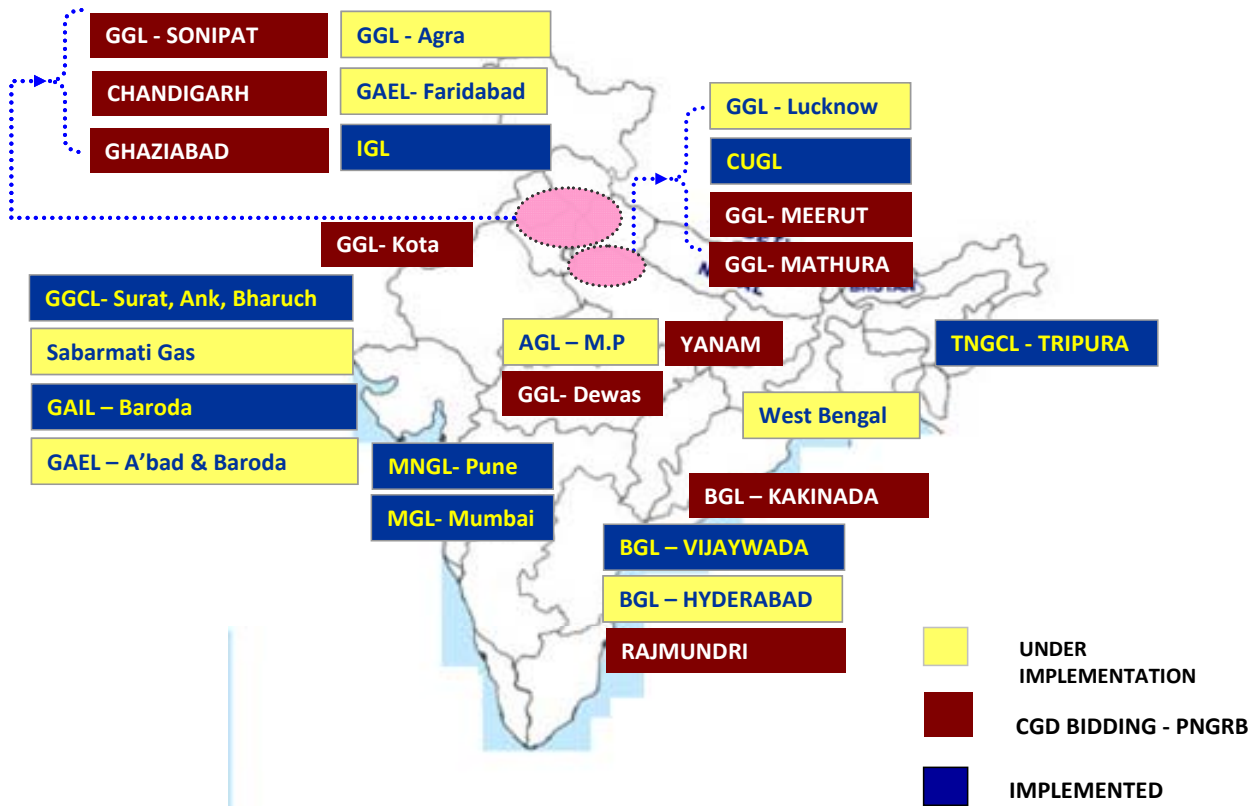 GGL - SONIPAT
GGL - Agra
CHANDIGARH
GAEL- Faridabad
GHAZIABAD
IGL
GGL - Lucknow
CUGL
GGL- MEERUT
GGL- MATHURA
GGL- Kota
GGCL- Surat, Ank, Bharuch
Sabarmati Gas
GAIL – Baroda
GAEL – A’bad & Baroda
AGL – M.P
YANAM
GGL- Dewas
TNGCL - TRIPURA
West Bengal
MNGL- Pune
MGL- Mumbai
BGL – KAKINADA
BGL – VIJAYWADA
BGL – HYDERABAD
RAJMUNDRI
UNDER
IMPLEMENTATION
CGD BIDDING - PNGRB
IMPLEMENTED